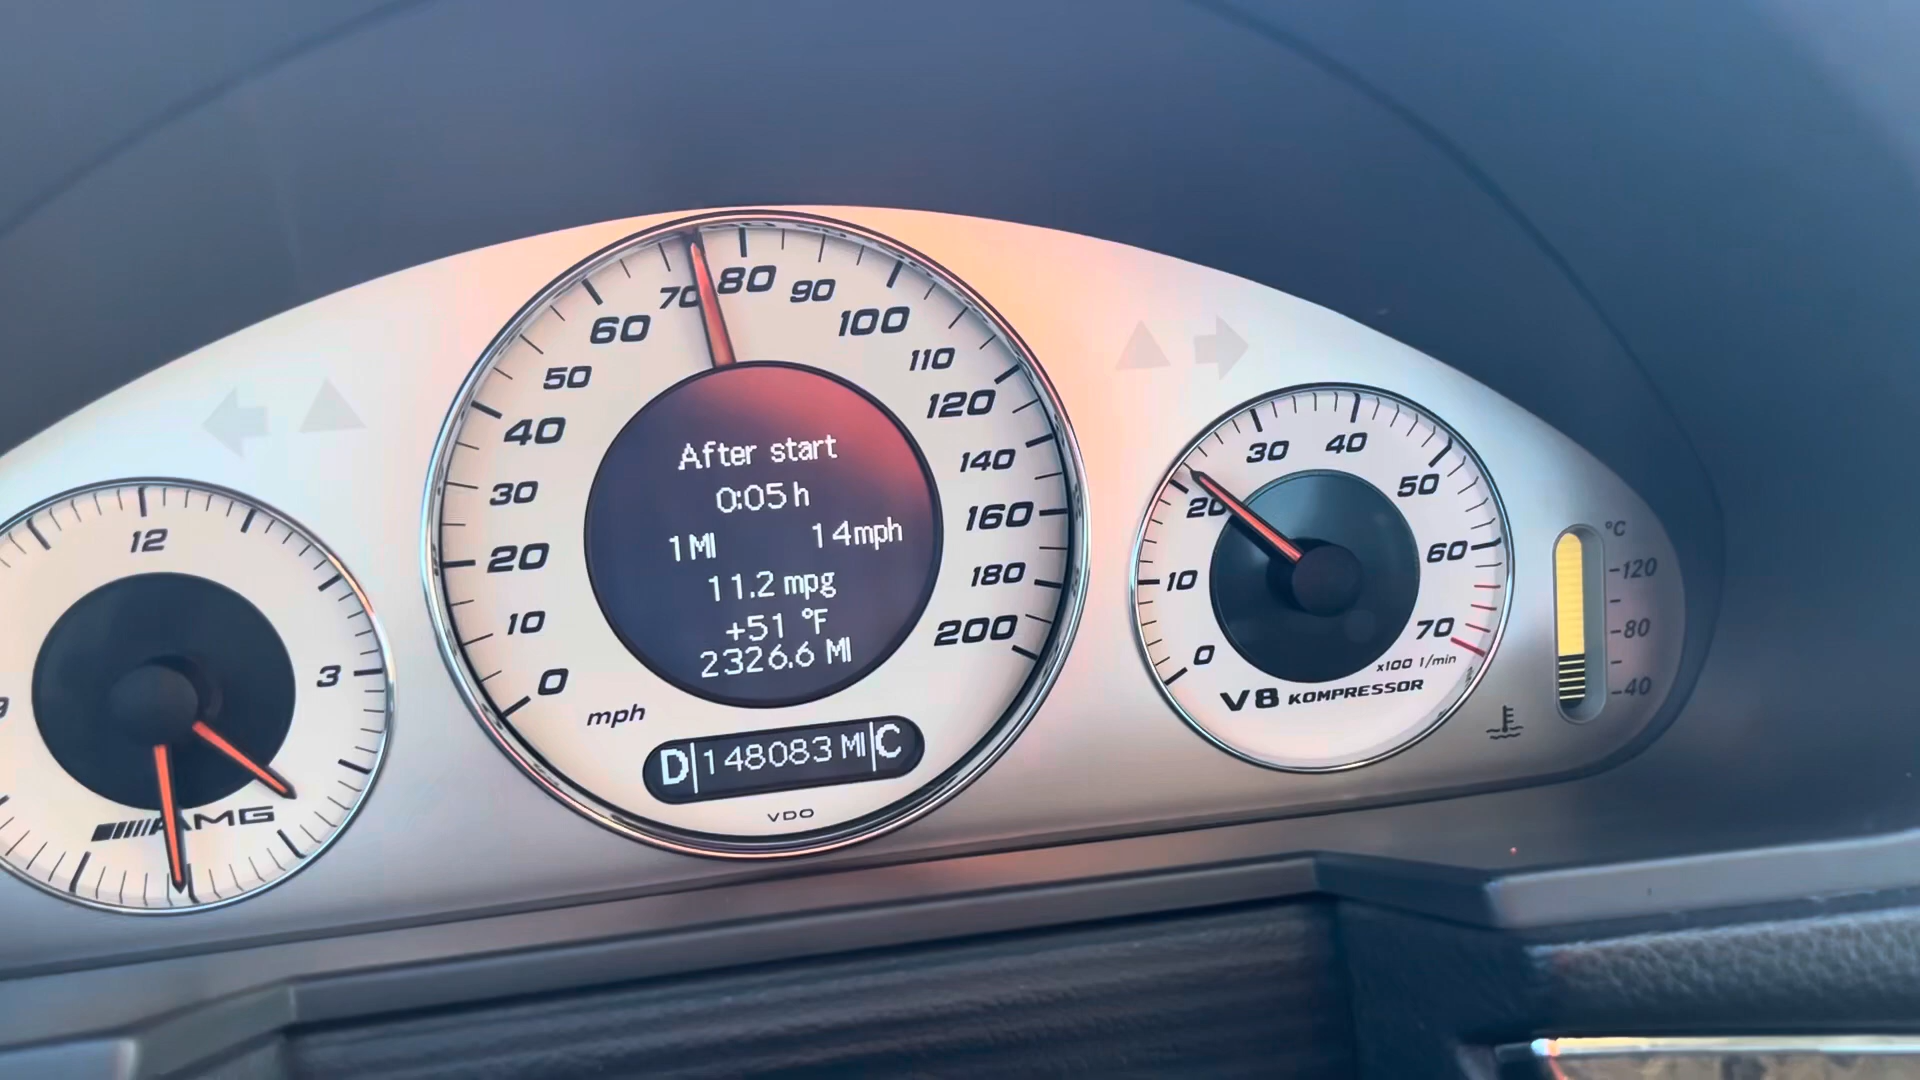 12
3
AMG
0
10
20
30
40
50
60
70
80
90
100
110
120
140
160
180
200
mph
After start
0:05 h
1 MI 14mph
11.2 mpg
+51 °F
2326.6 MI
D 148083 MI C
VDO
0
10
20
30
40
50
60
70
x100 1/min
V8 KOMPRESSOR
°C
120
80
40